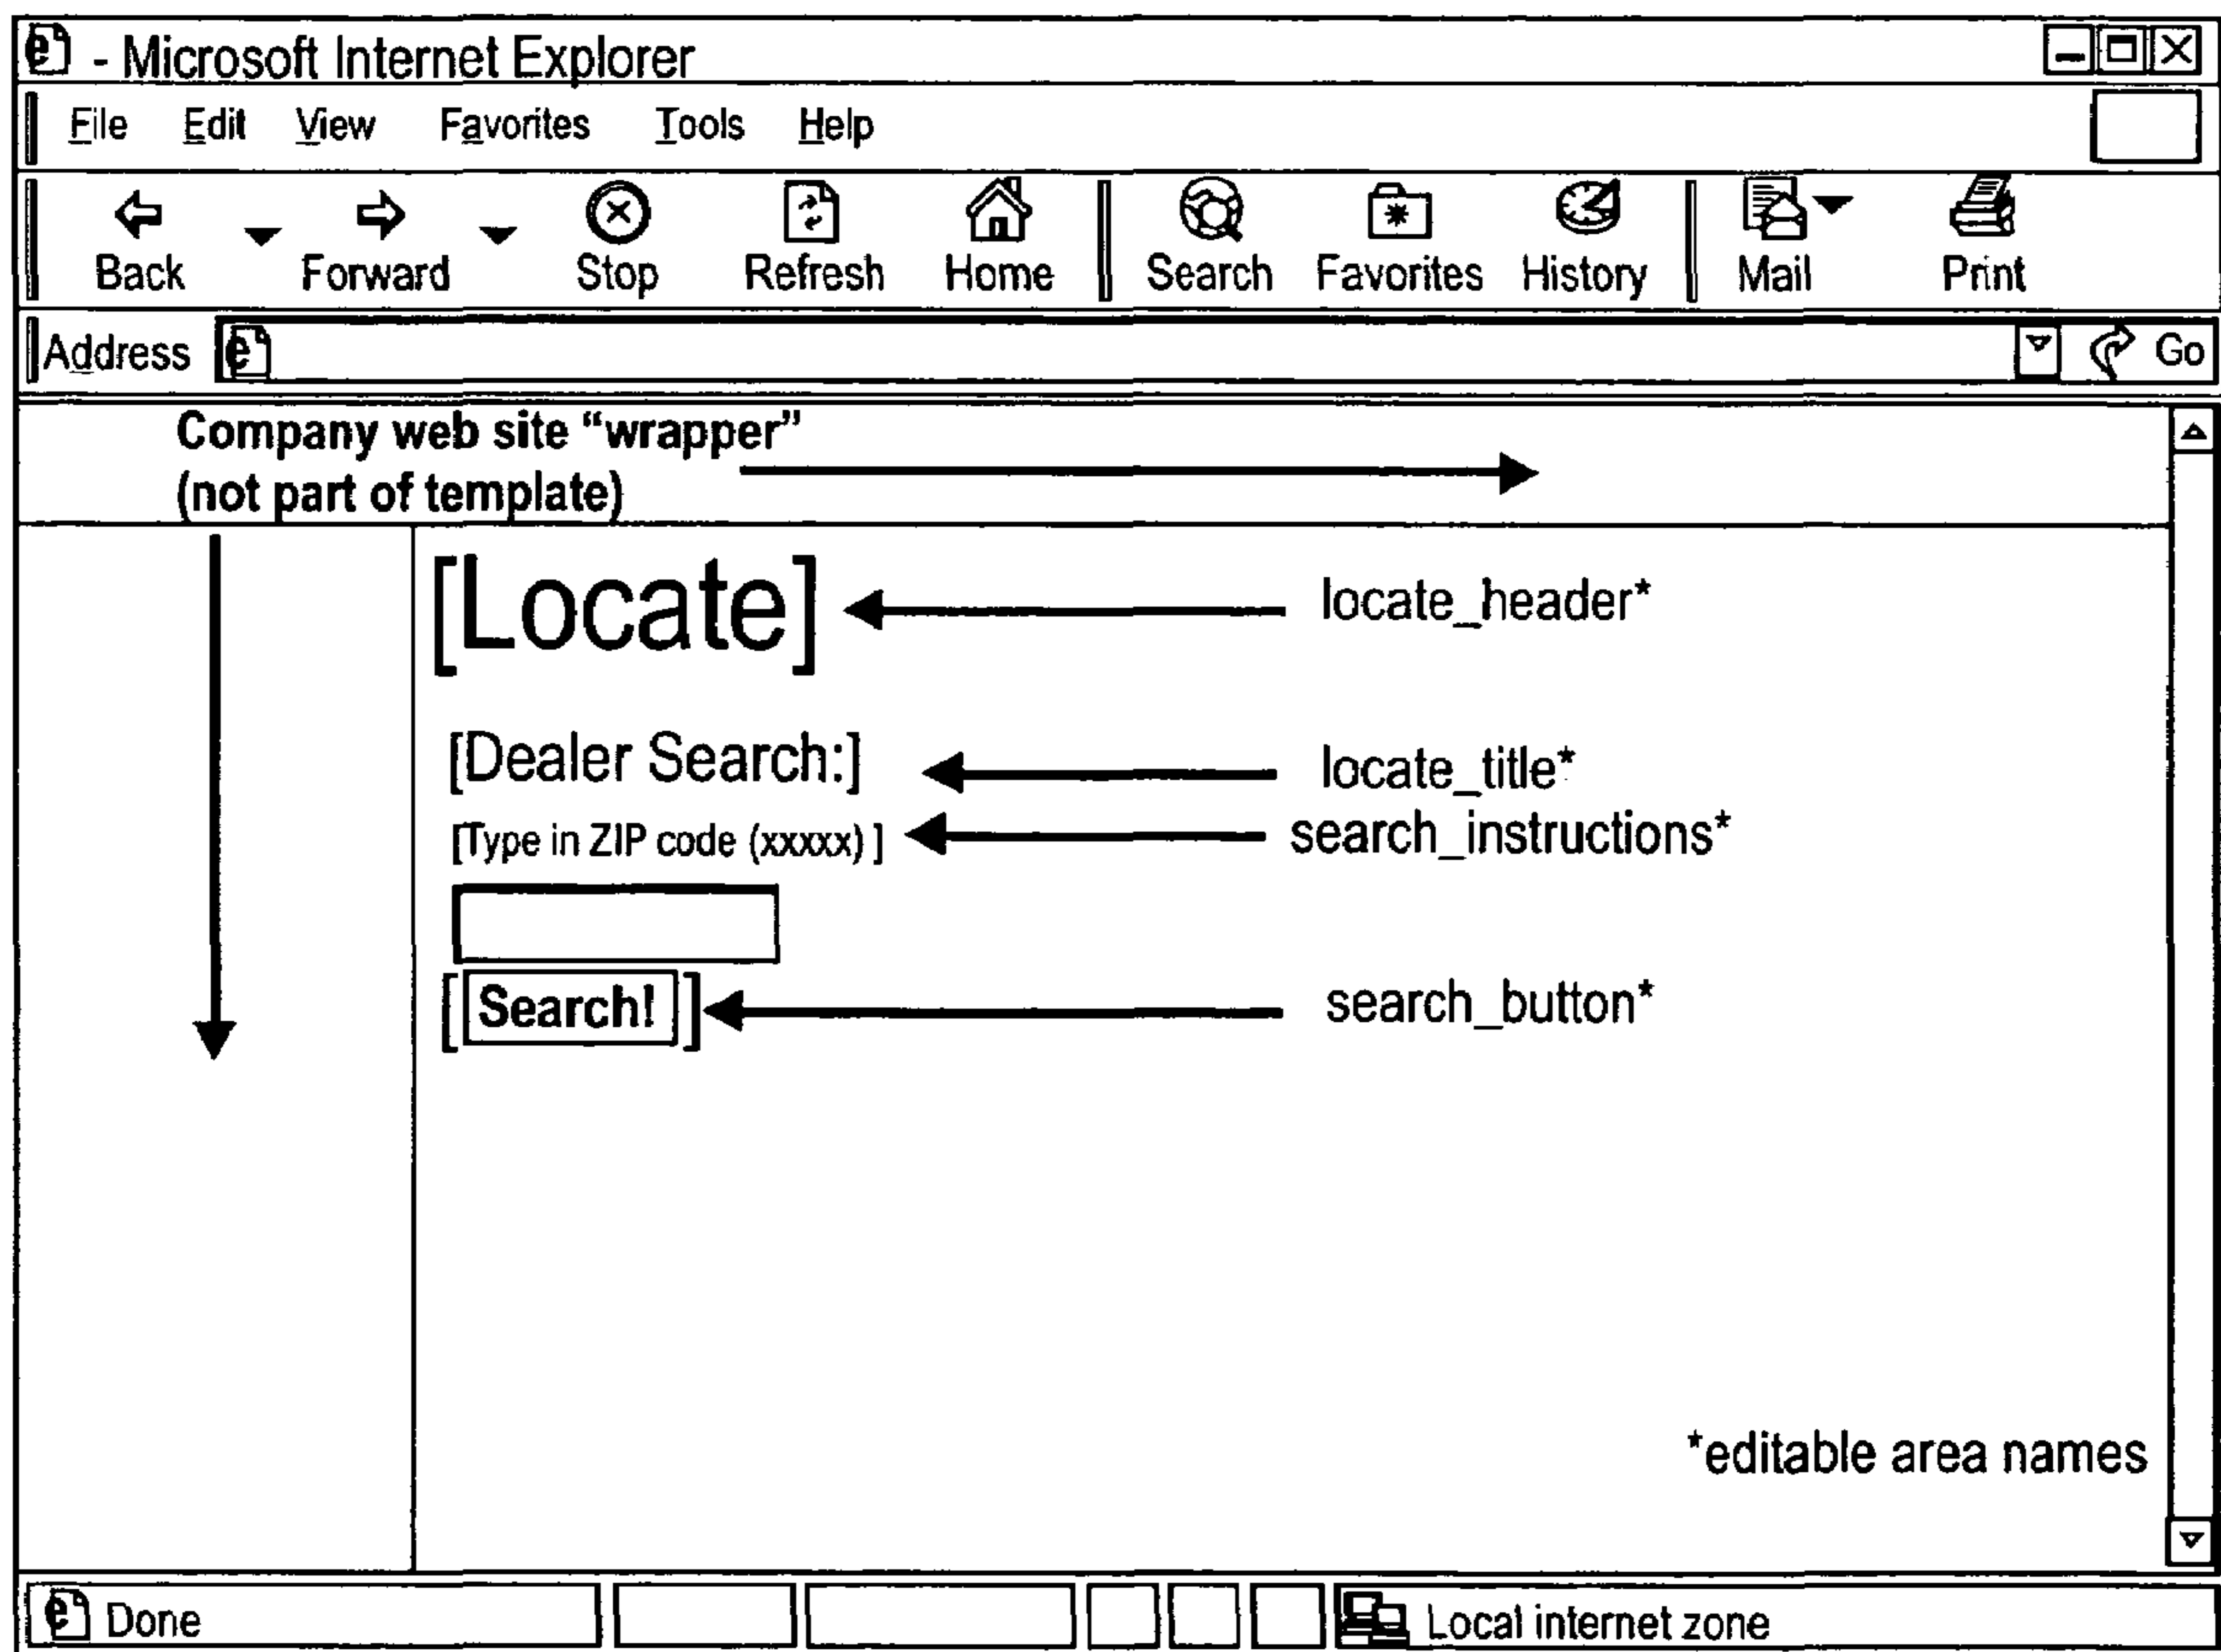 - Microsoft Internet Explorer
File Edit View Favorites Tools Help
Back Forward Stop Refresh Home Search Favorites History Mail Print
Address Go
Company web site “wrapper”
(not part of template)
[Locate] locate_header*
[Dealer Search:] locate_title*
[Type in ZIP code (xxxxx) ] search_instructions*
[Search!] search_button*
*editable area names
Done Local internet zone